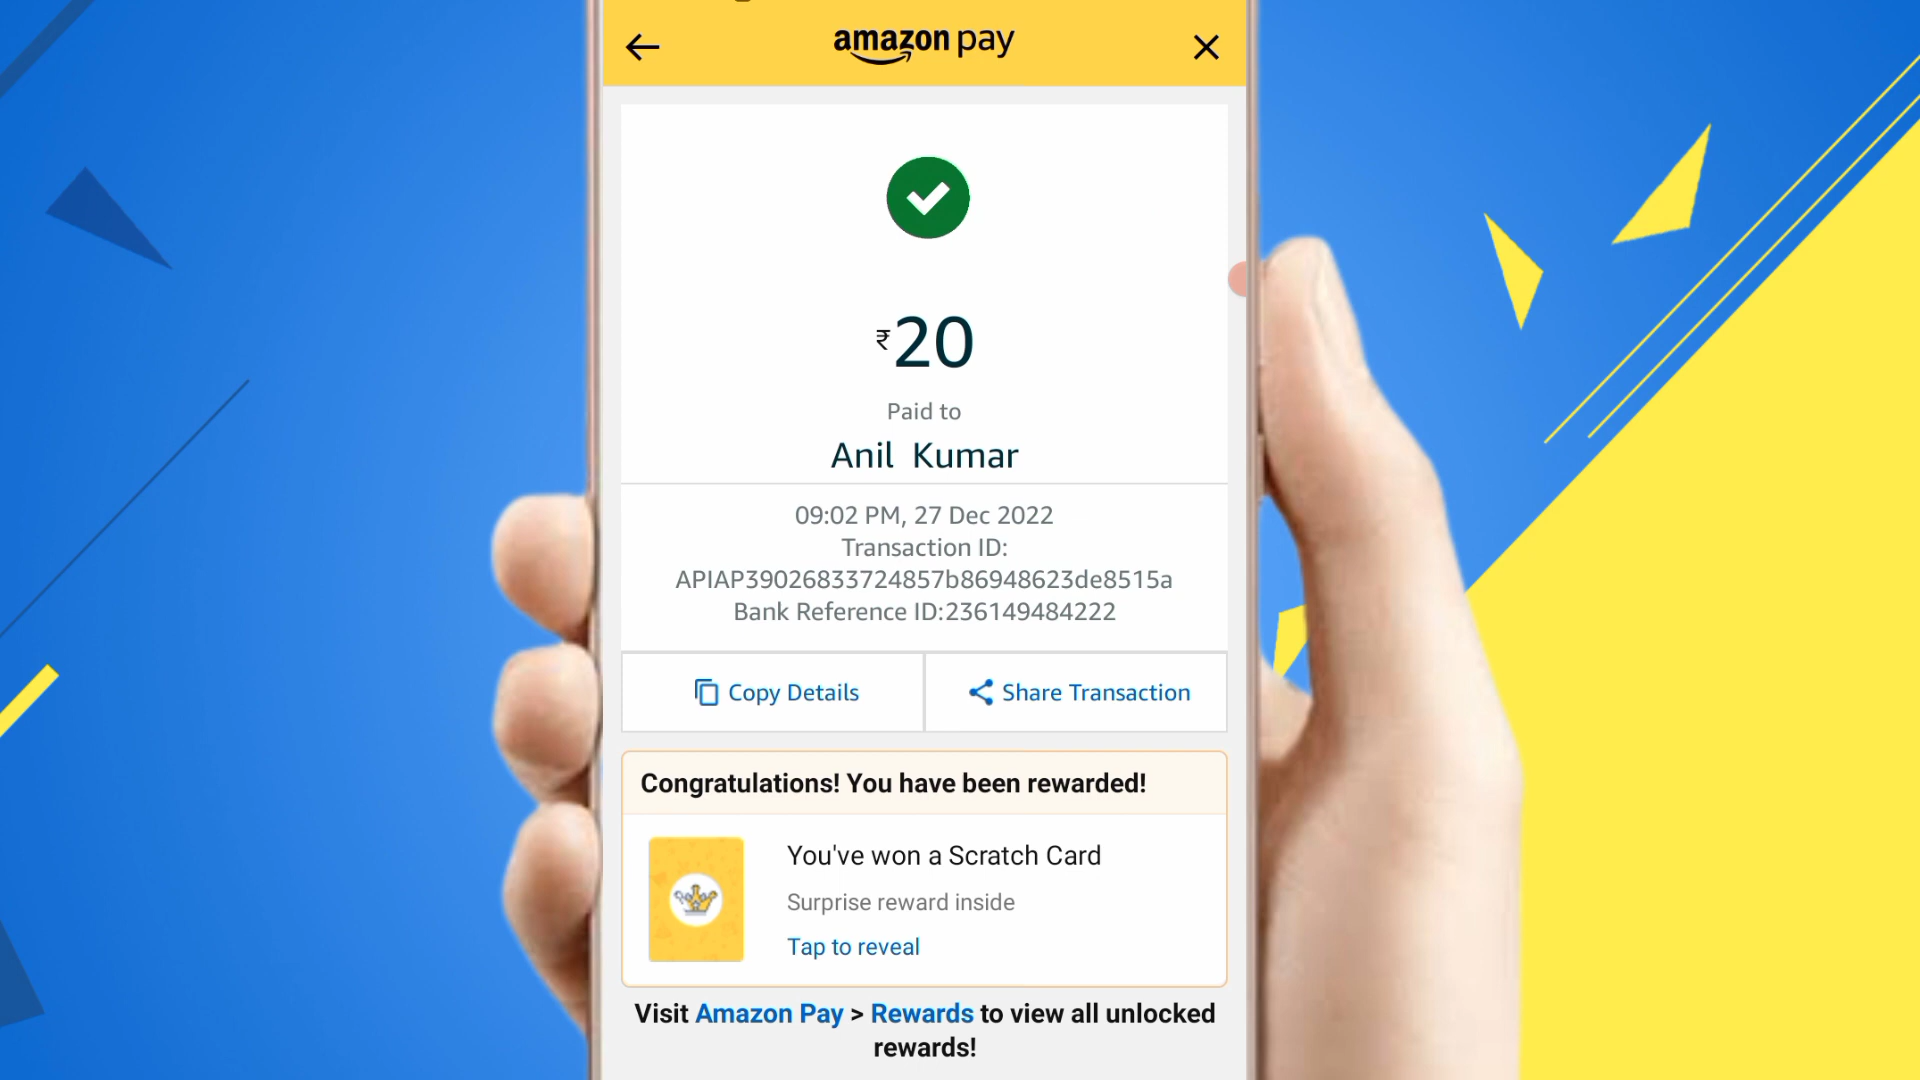 amazon pay
₹20
Paid to
Anil Kumar
09:02 PM, 27 Dec 2022
Transaction ID:
APIAP39026833724857b86948623de8515a
Bank Reference ID:236149484222
Copy Details
Share Transaction
Congratulations! You have been rewarded!
You've won a Scratch Card
Surprise reward inside
Tap to reveal
Visit Amazon Pay > Rewards to view all unlocked
rewards!